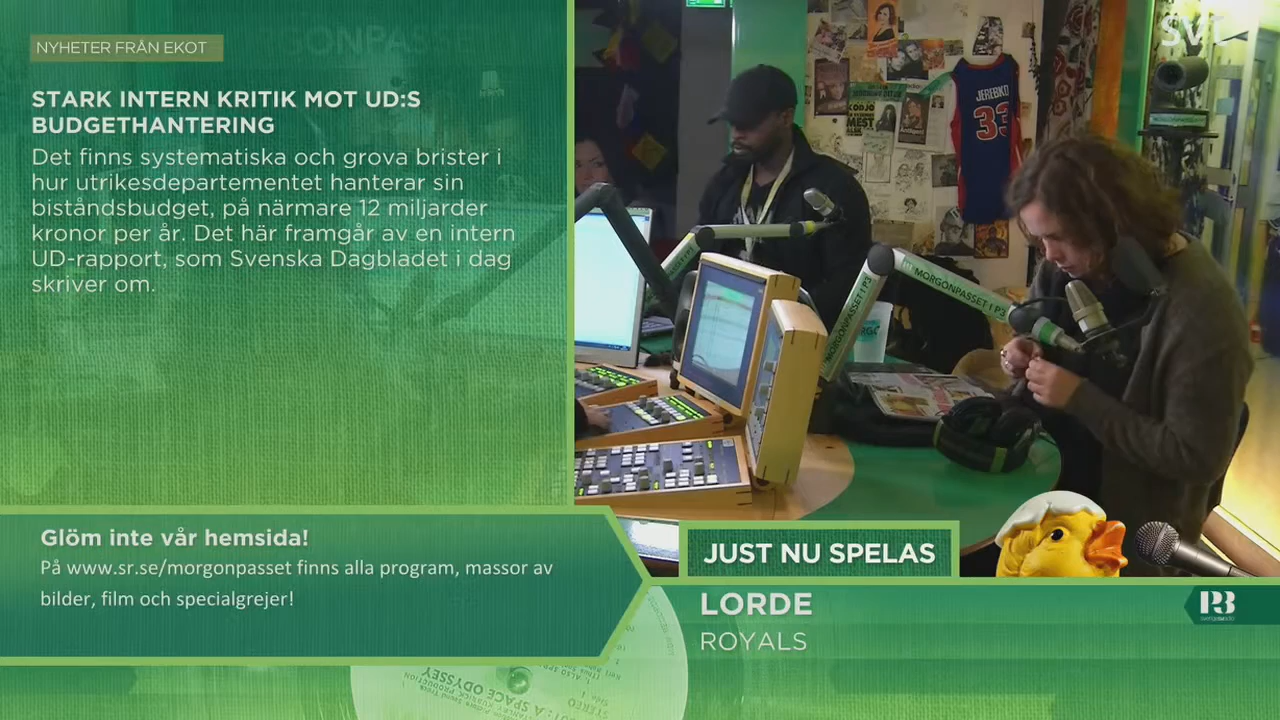 NYHETER FRÅN EKOT
STARK INTERN KRITIK MOT UD:S
BUDGETHANTERING
Det finns systematiska och grova brister i
hur utrikesdepartementet hanterar sin
biståndsbudget, på närmare 12 miljarder
kronor per år. Det här framgår av en intern
UD-rapport, som Svenska Dagbladet i dag
skriver om.
SVT
JEREBKO
33
MORGONPASSET I P3
MORGONPASSET I P3
Glöm inte vår hemsida!
På www.sr.se/morgonpasset finns alla program, massor av
bilder, film och specialgrejer!
JUST NU SPELAS
LORDE
ROYALS
P3
A SPACE ODYSSEY
STEREO